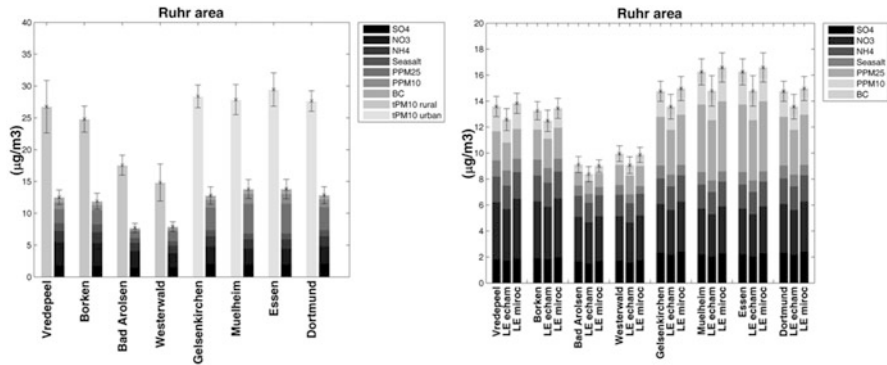 Ruhr area
(µg/m3)
40
35
30
25
20
15
10
5
0
Vredepeel
Borken
Bad Arolsen
Westerwald
Gelsenkirchen
Muelheim
Essen
Dortmund
SO4
NO3
NH4
Seasalt
PPM25
PPM10
BC
tPM10 rural
tPM10 urban
Ruhr area
(µg/m3)
20
18
16
14
12
10
8
6
4
2
0
Vredepeel
LE echam
LE miroc
Borken
LE echam
LE miroc
Bad Arolsen
LE echam
LE miroc
Westerwald
LE echam
LE miroc
Gelsenkirchen
LE echam
LE miroc
Muelheim
LE echam
LE miroc
Essen
LE echam
LE miroc
Dortmund
LE echam
LE miroc
SO4
NO3
NH4
Seasalt
PPM25
PPM10
BC